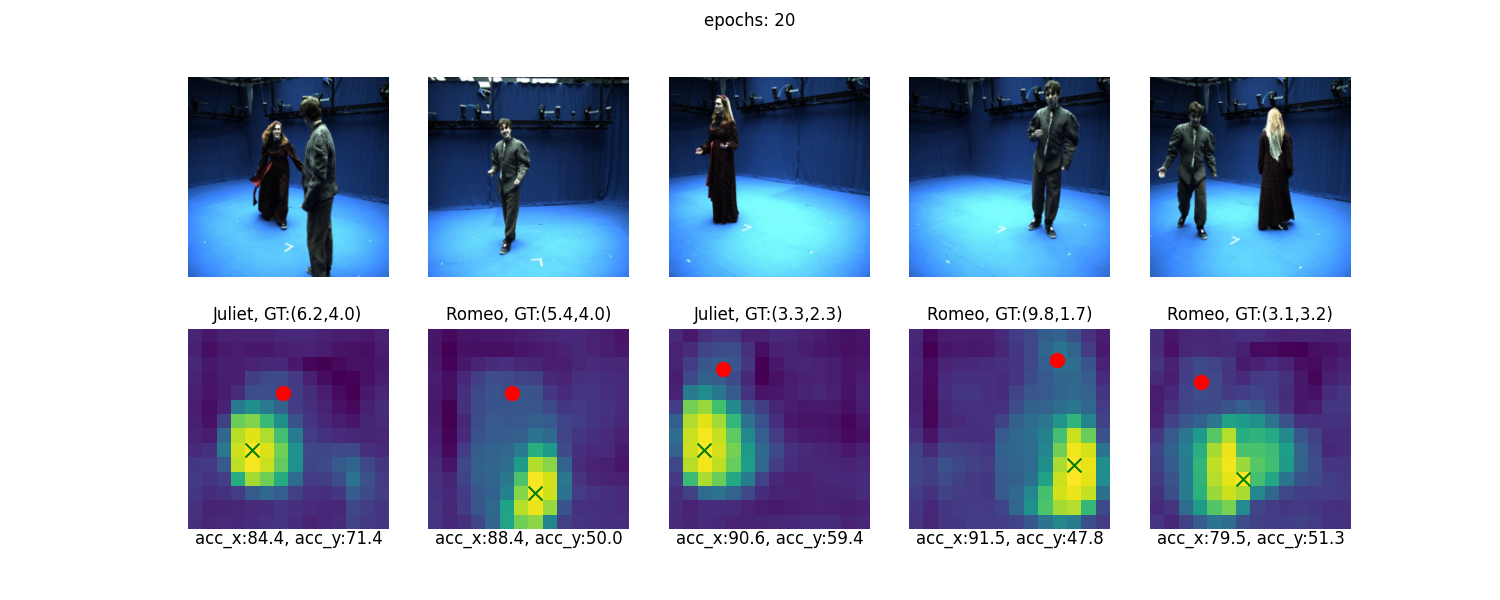 epochs: 20
Juliet, GT:(6.2,4.0)
Romeo, GT:(5.4,4.0)
Juliet, GT:(3.3,2.3)
Romeo, GT:(9.8,1.7)
Romeo, GT:(3.1,3.2)
acc_x:84.4, acc_y:71.4
acc_x:88.4, acc_y:50.0
acc_x:90.6, acc_y:59.4
acc_x:91.5, acc_y:47.8
acc_x:79.5, acc_y:51.3